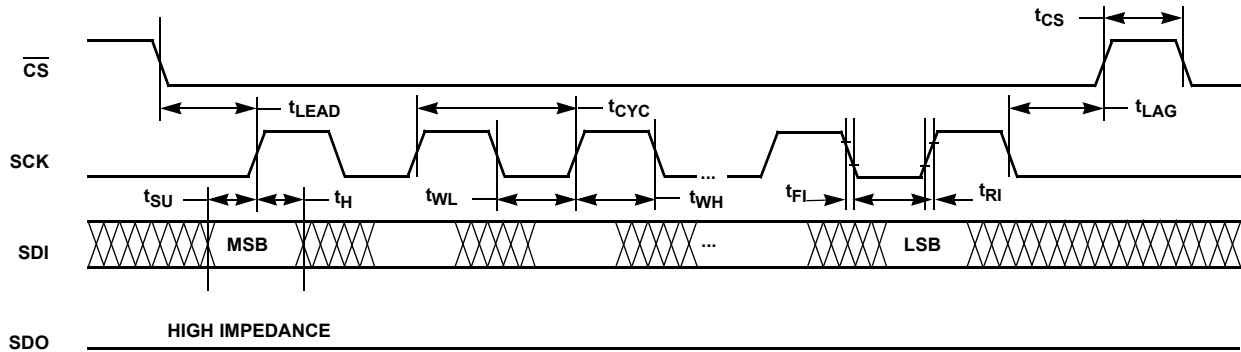 tCS
CS
tLEAD
tCYC
tLAG
SCK
...
tSU
tH
tWL
tWH
tFI
tRI
SDI
MSB
...
LSB
HIGH IMPEDANCE
SDO